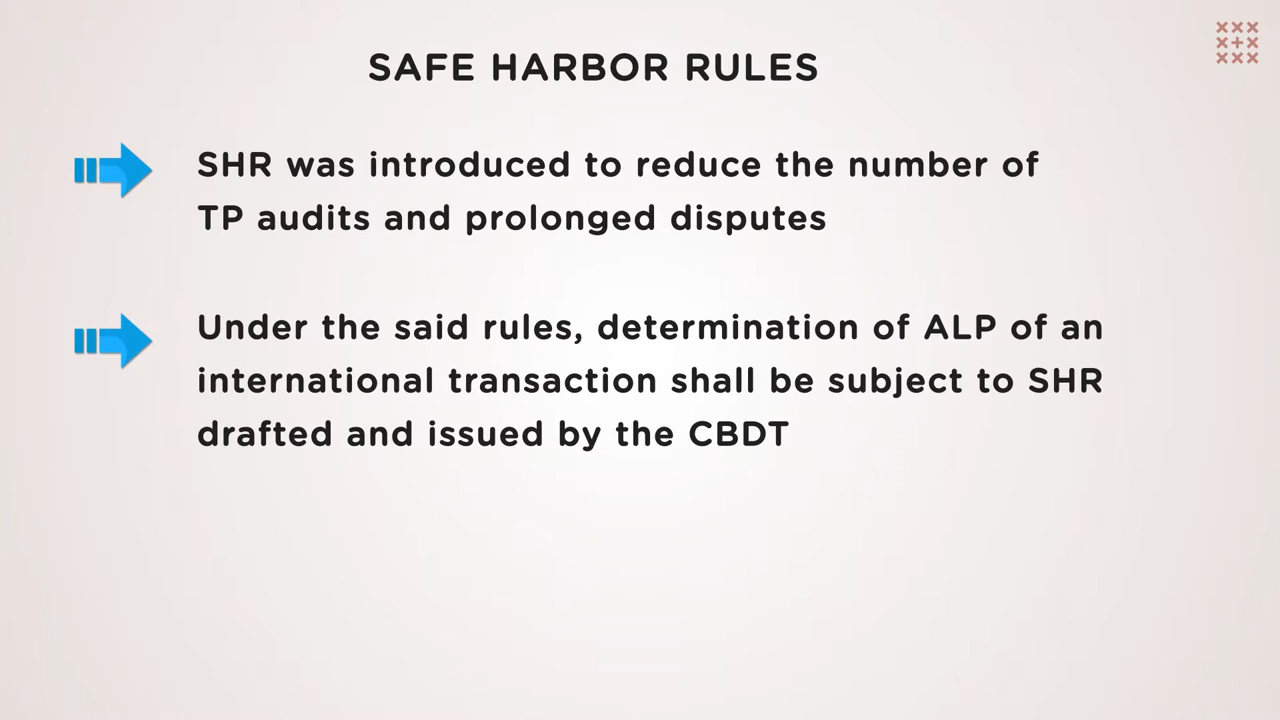 SAFE HARBOR RULES
SHR was introduced to reduce the number of
TP audits and prolonged disputes
Under the said rules, determination of ALP of an
international transaction shall be subject to SHR
drafted and issued by the CBDT